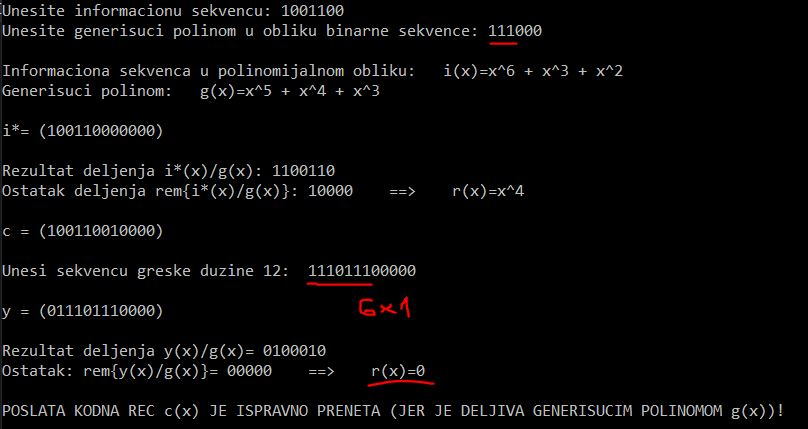 Unesite informacionu sekvencu: 1001100
Unesite generisuci polinom u obliku binarne sekvence: 111000
Informaciona sekvenca u polinomijalnom obliku:   i(x)=x^6 + x^3 + x^2
Generisuci polinom:   g(x)=x^5 + x^4 + x^3
i*= (100110000000)
Rezultat deljenja i*(x)/g(x): 1100110
Ostatak deljenja rem{i*(x)/g(x)}: 10000    ==>    r(x)=x^4
c = (100110010000)
Unesi sekvencu greske duzine 12:  111011100000
6x1
y = (011101110000)
Rezultat deljenja y(x)/g(x)= 0100010
Ostatak: rem{y(x)/g(x)}= 00000    ==>    r(x)=0
POSLATA KODNA REC c(x) JE ISPRAVNO PRENETA (JER JE DELJIVA GENERISUCIM POLINOMOM g(x))!